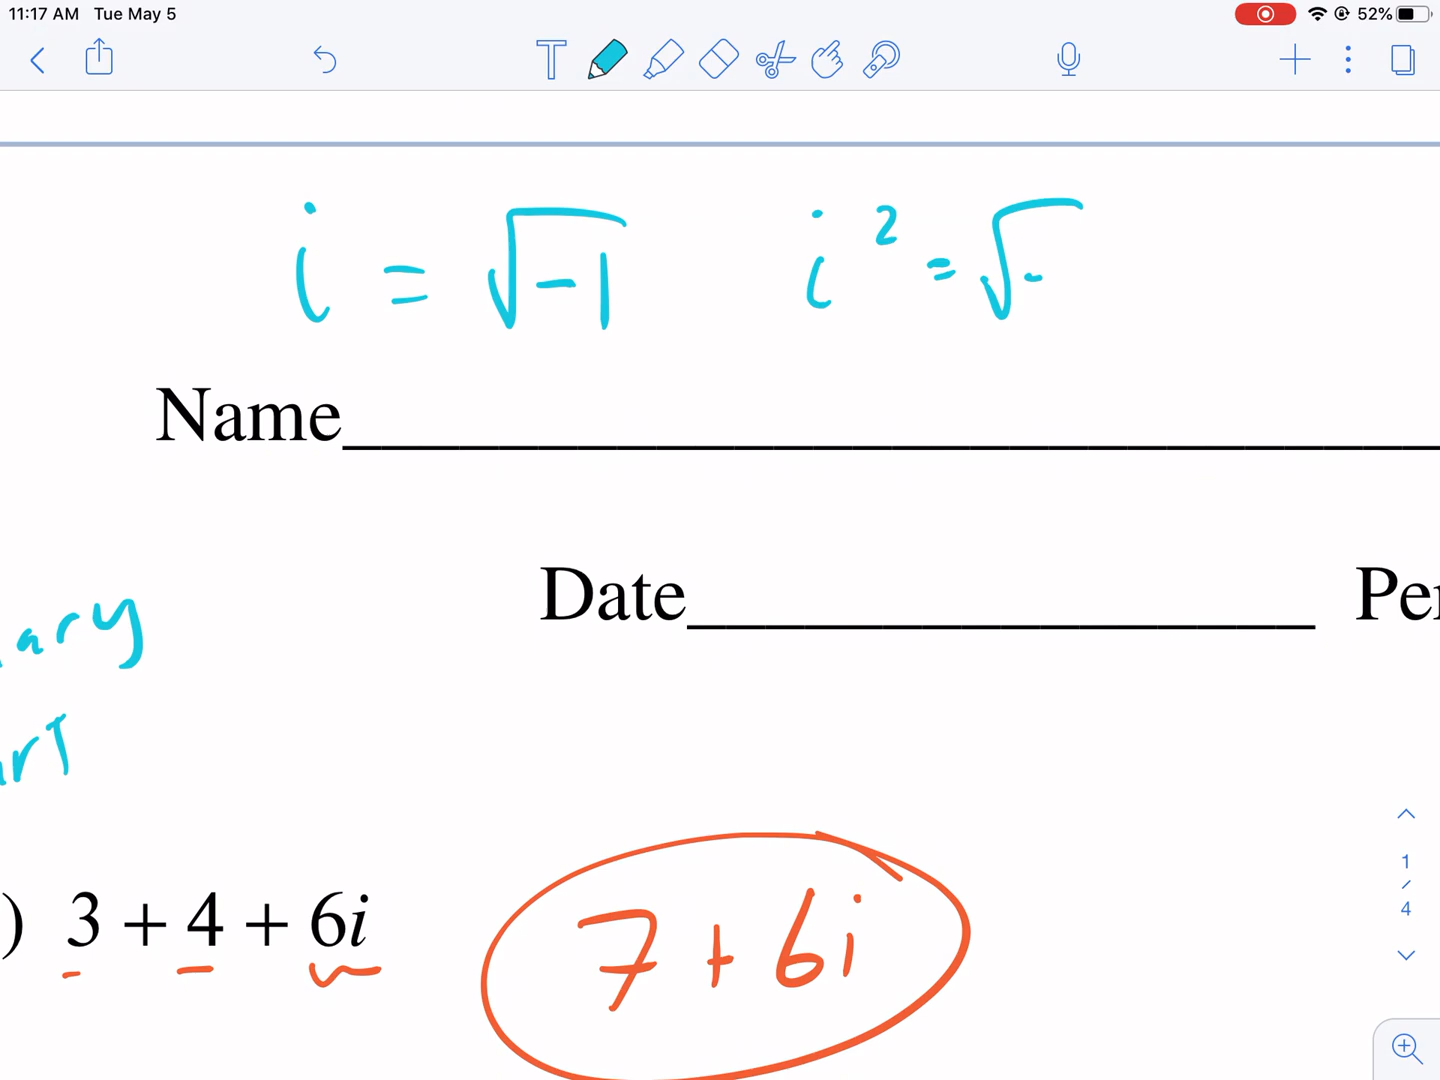 11:17 AM Tue May 5 52%
T
i = √-1 i² = √-
Name
Date Per
ary
art
) 3 + 4 + 6i 7 + 6i
1
/
4